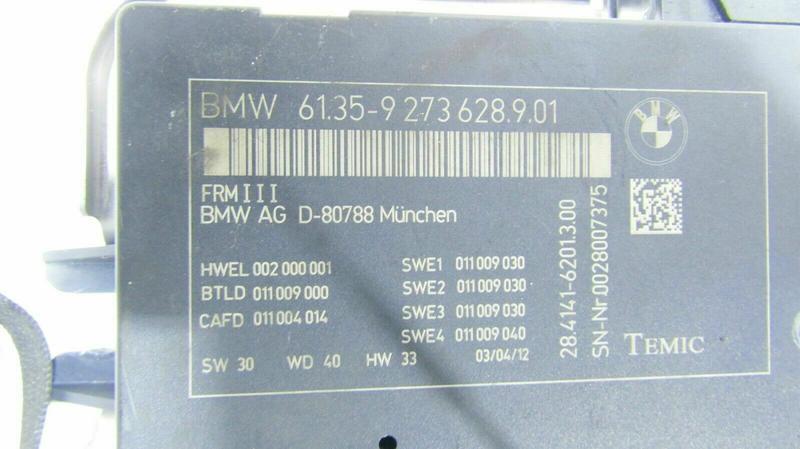 BMW 61.35-9 273 628.9.01
BMW
FRM III
BMW AG D-80788 München
HWEL 002 000 001
BTLD 011 009 000
CAFD 011 004 014
SWE1 011 009 030
SWE2 011 009 030
SWE3 011 009 030
SWE4 011 009 040
SW 30 WD 40 HW 33 03/04/12
28.4141-6201.3.00
SN-Nr 0028007375
TEMIC